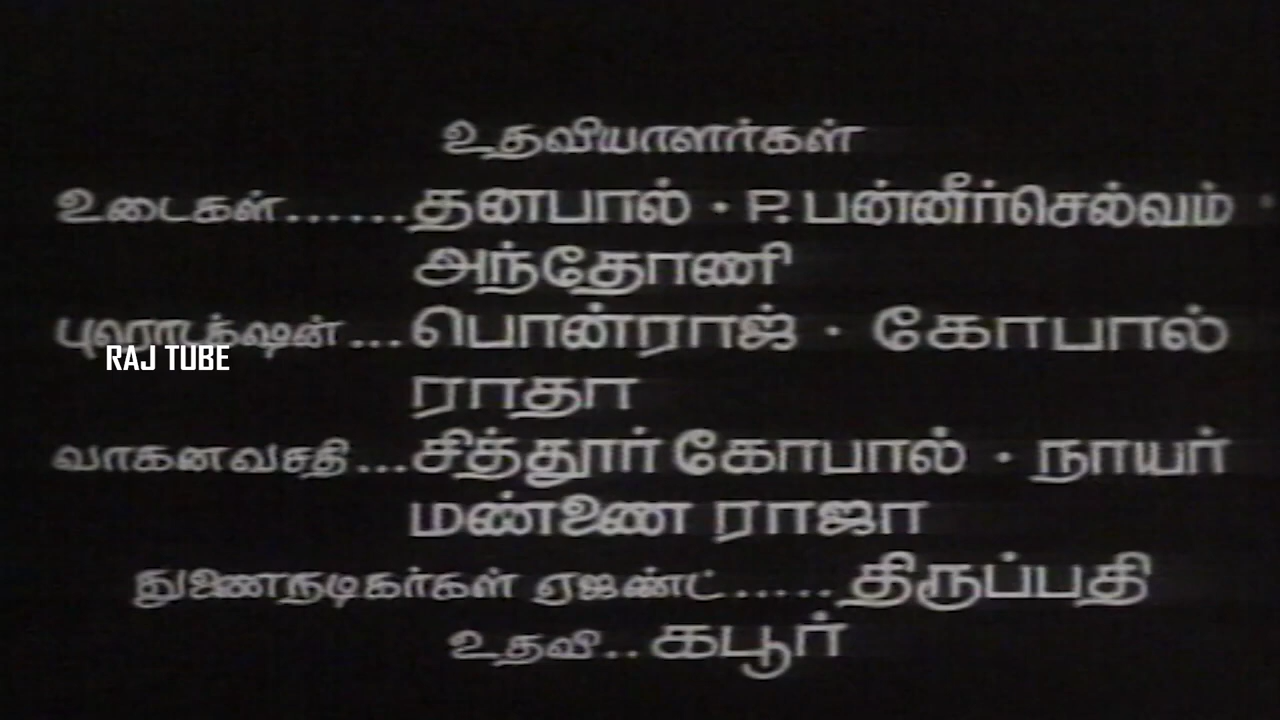 உதவியாளர்கள்
உடைகள்......தனபால் · P. பன்னீர்செல்வம் ·
அந்தோணி
புரொடக்ஷன்...பொன்ராஜ் · கோபால்
RAJ TUBE
ராதா
வாகனவசதி...சித்தூர் கோபால் · நாயர்
மண்ணை ராஜா
துணைநடிகர்கள் ஏஜண்ட்......திருப்பதி
உதவி..கபூர்